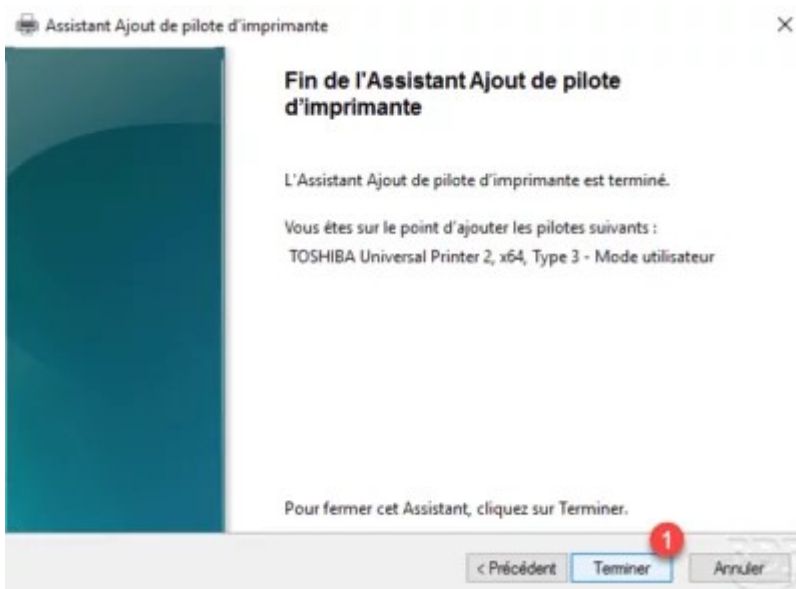 Assistant Ajout de pilote d'imprimante
Fin de l'Assistant Ajout de pilote
d'imprimante
L'Assistant Ajout de pilote d'imprimante est terminé.
Vous êtes sur le point d'ajouter les pilotes suivants :
TOSHIBA Universal Printer 2, x64, Type 3 - Mode utilisateur
Pour fermer cet Assistant, cliquez sur Terminer.
1
< Précédent Terminer Annuler